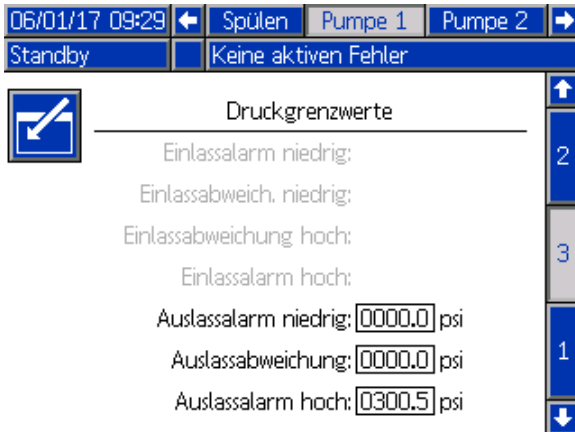 06/01/17 09:29 Spülen Pumpe 1 Pumpe 2
Standby Keine aktiven Fehler
Druckgrenzwerte
Einlassalarm niedrig:
2
Einlassabweich. niedrig:
Einlassabweichung hoch:
3
Einlassalarm hoch:
Auslassalarm niedrig: 0000.0 psi
Auslassabweichung: 0000.0 psi
1
Auslassalarm hoch: 0300.5 psi